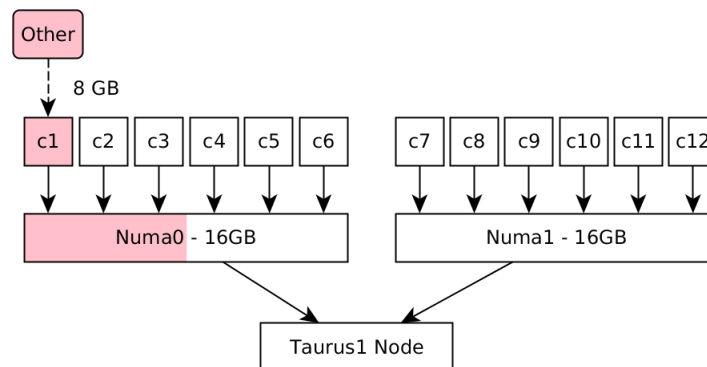 Other
8 GB
c1 c2 c3 c4 c5 c6 c7 c8 c9 c10 c11 c12
Numa0 - 16GB Numa1 - 16GB
Taurus1 Node